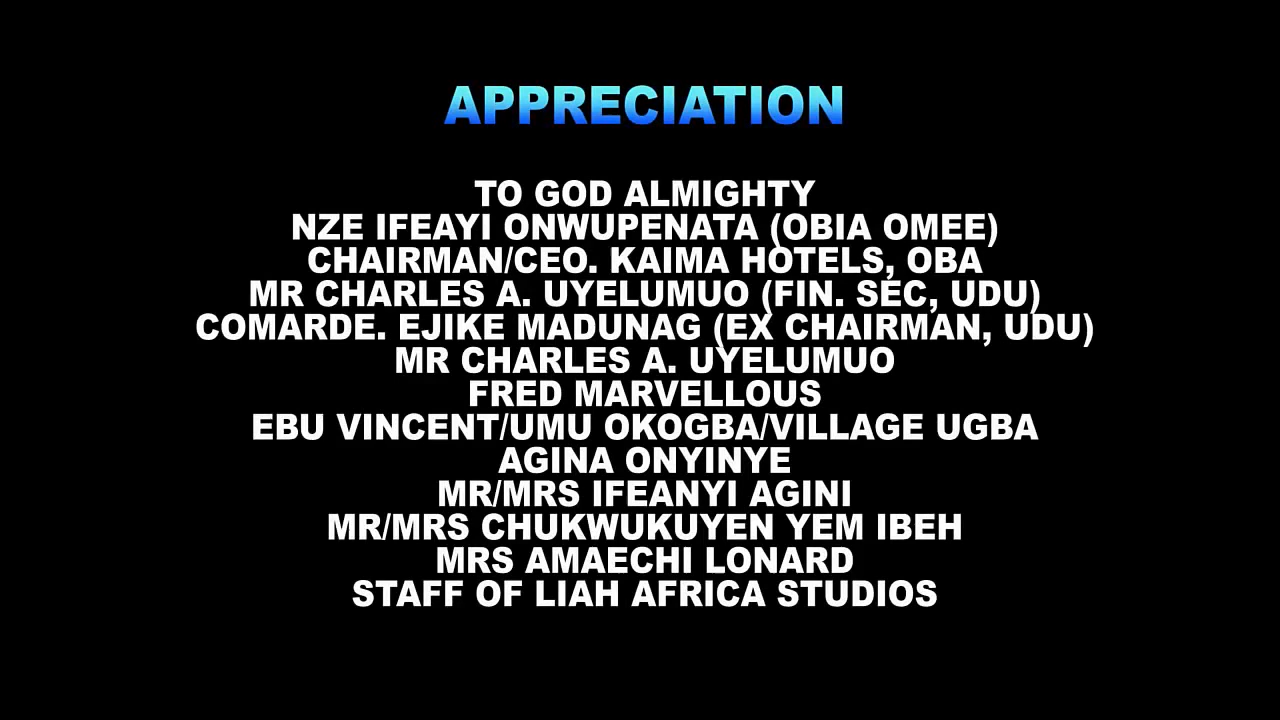 APPRECIATION
TO GOD ALMIGHTY
NZE IFEAYI ONWUPENATA (OBIA OMEE)
CHAIRMAN/CEO. KAIMA HOTELS, OBA
MR CHARLES A. UYELUMUO (FIN. SEC, UDU)
COMARDE. EJIKE MADUNAG (EX CHAIRMAN, UDU)
MR CHARLES A. UYELUMUO
FRED MARVELLOUS
EBU VINCENT/UMU OKOGBA/VILLAGE UGBA
AGINA ONYINYE
MR/MRS IFEANYI AGINI
MR/MRS CHUKWUKUYEN YEM IBEH
MRS AMAECHI LONARD
STAFF OF LIAH AFRICA STUDIOS